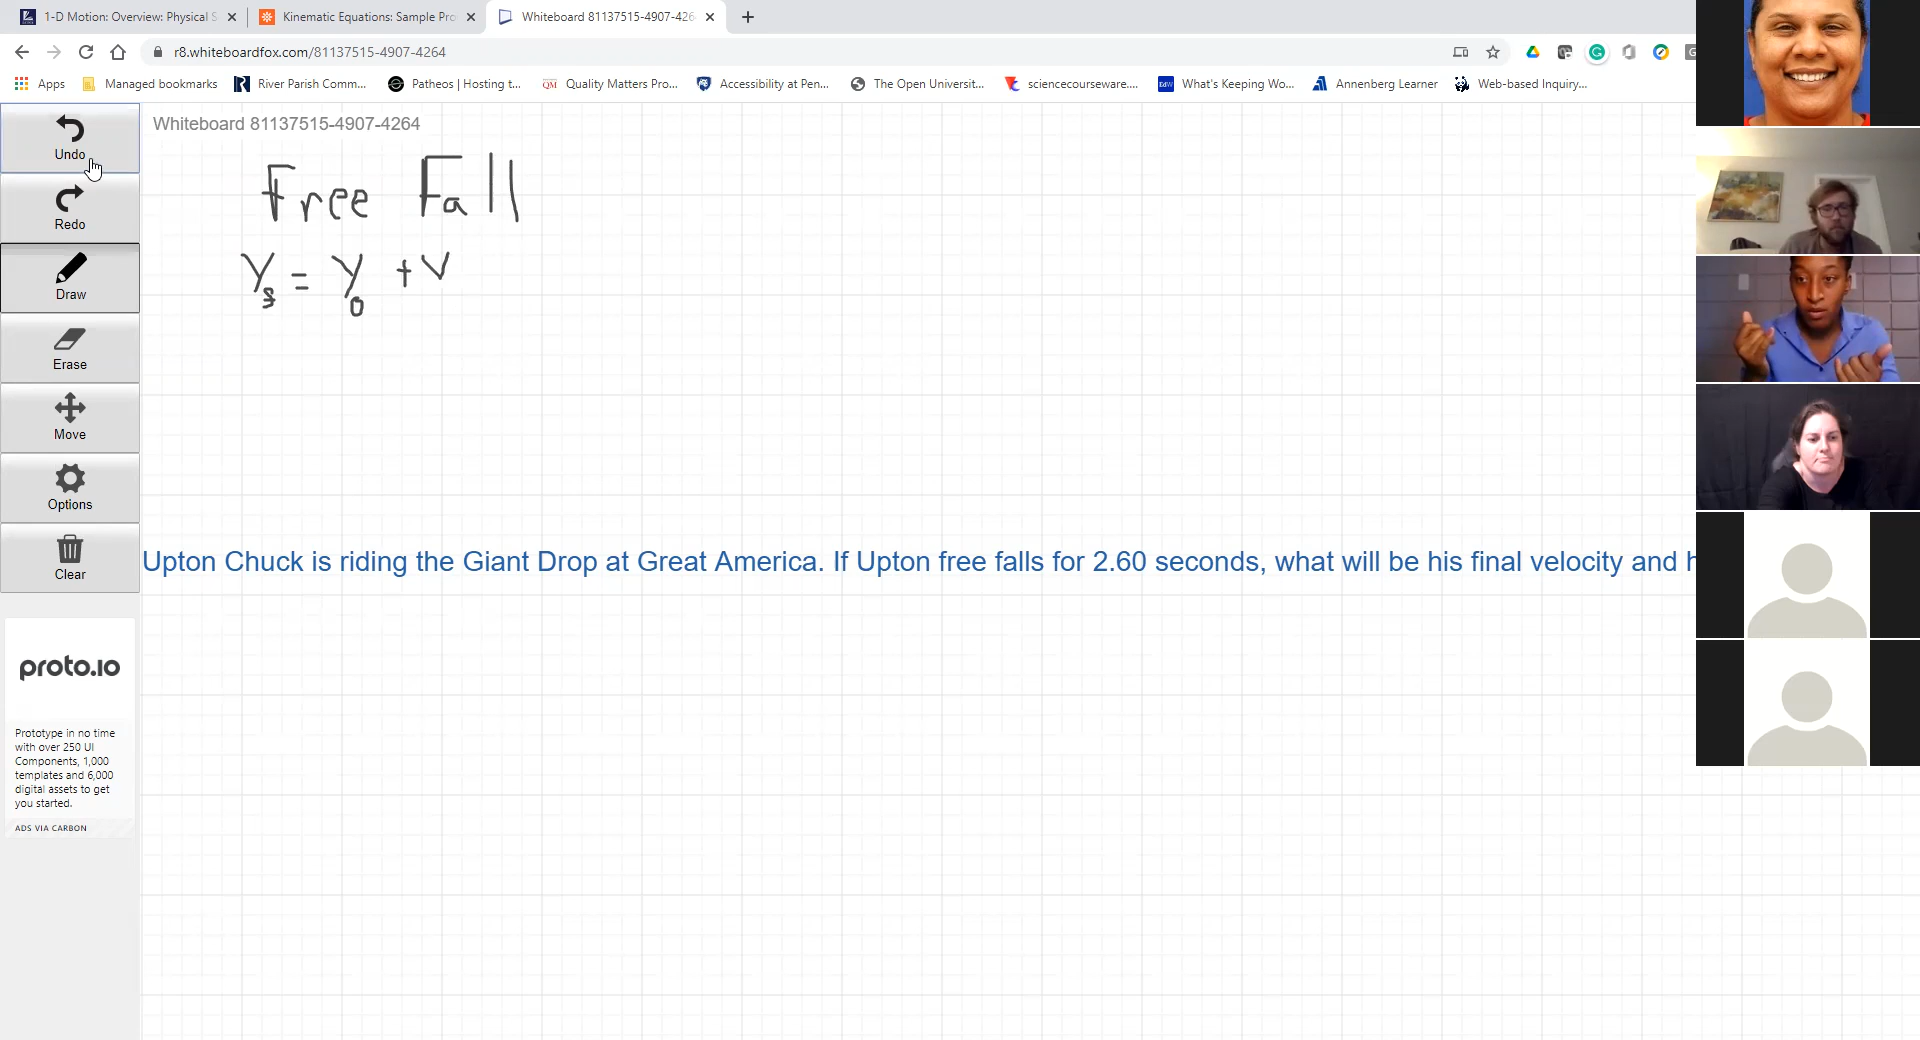 1-D Motion: Overview: Physical S
Kinematic Equations: Sample Pro
Whiteboard 81137515-4907-426
r8.whiteboardfox.com/81137515-4907-4264
Apps
Managed bookmarks
River Parish Comm...
Patheos | Hosting t...
QM Quality Matters Pro...
Accessibility at Pen...
The Open Universit...
sciencecourseware....
EdW What's Keeping Wo...
Annenberg Learner
Web-based Inquiry...
Undo
Redo
Draw
Erase
Move
Options
Clear
Whiteboard 81137515-4907-4264
Free Fall
Y = Y0 + V
Upton Chuck is riding the Giant Drop at Great America. If Upton free falls for 2.60 seconds, what will be his final velocity and h
proto.io
Prototype in no time
with over 250 UI
Components, 1,000
templates and 6,000
digital assets to get
you started.
ADS VIA CARBON